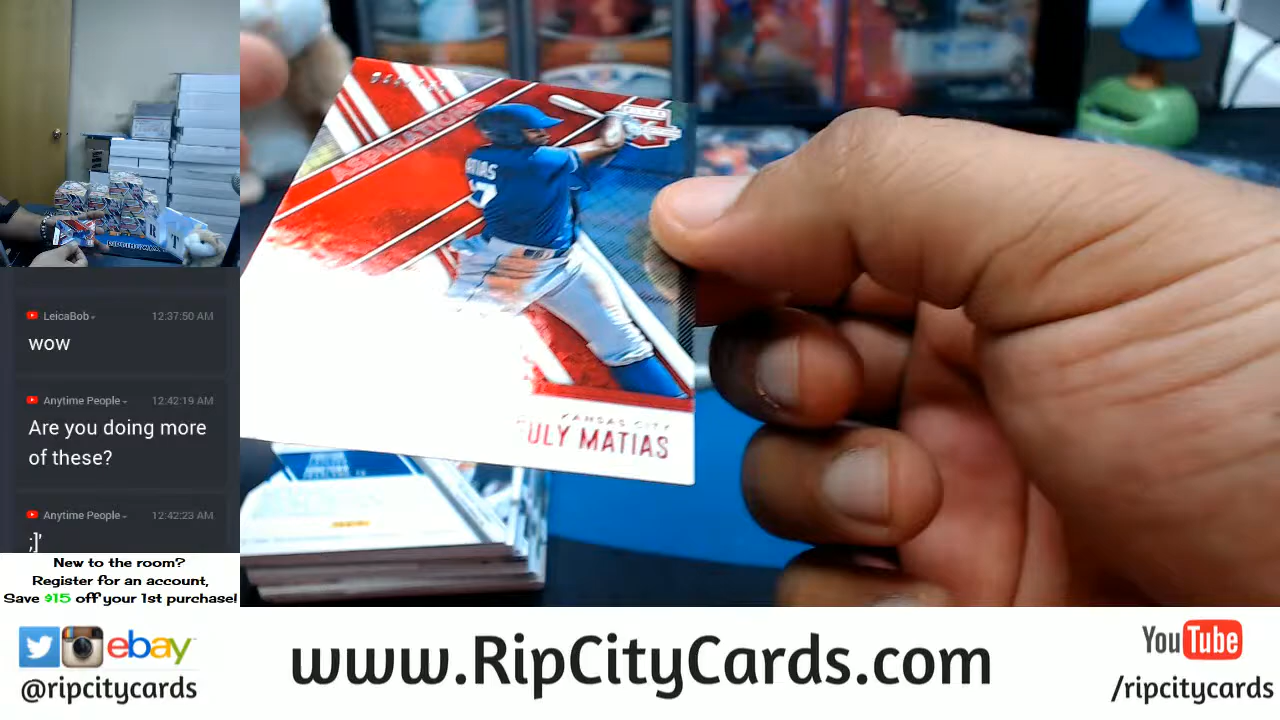 LeicaBob
12:37:50 AM
wow
Anytime People
12:42:19 AM
Are you doing more
of these?
Anytime People
12:42:23 AM
;]'
New to the room?
Register for an account,
Save $15 off your 1st purchase!
ASPIRATIONS
17
KANSAS CITY
MATIAS
ebay
@ripcitycards
www.RipCityCards.com
YouTube
/ripcitycards